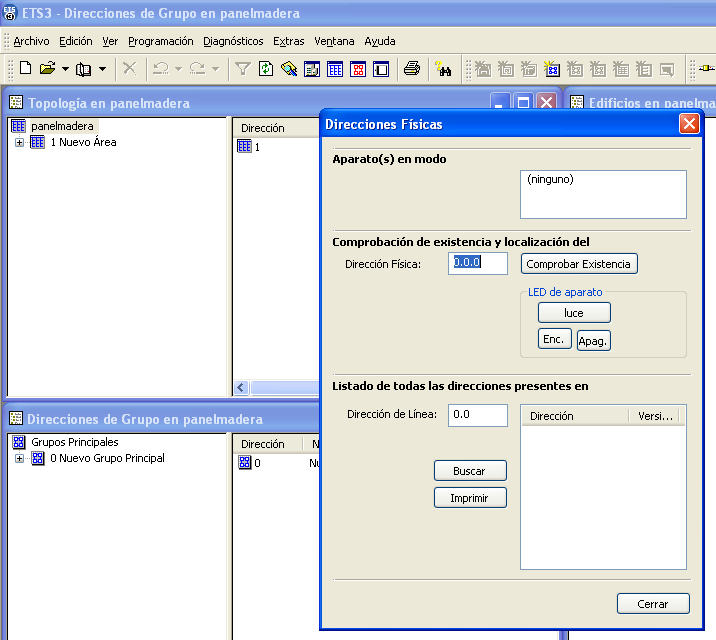 ETS3 - Direcciones de Grupo en panelmadera
Archivo Edición Ver Programación Diagnósticos Extras Ventana Ayuda
Topología en panelmadera
Edificios en panelma
panelmadera
1 Nuevo Área
Dirección
1
Direcciones Físicas
Aparato(s) en modo
(ninguno)
Comprobación de existencia y localización del
Dirección Física:
0.0.0
Comprobar Existencia
LED de aparato
luce
Enc.
Apag.
Listado de todas las direcciones presentes en
Dirección de Línea:
0.0
Dirección
Versi...
Buscar
Imprimir
Cerrar
Direcciones de Grupo en panelmadera
Grupos Principales
0 Nuevo Grupo Principal
Dirección
N
0
Nu